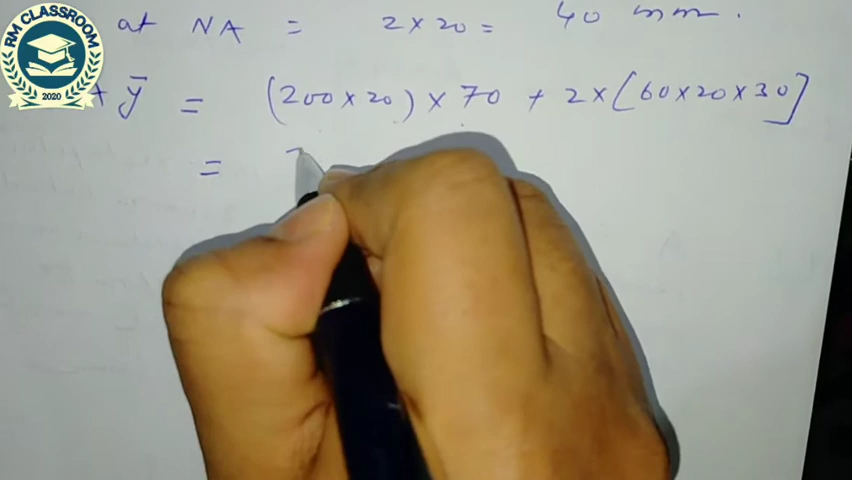 RM CLASSROOM
2020
at NA = 2 × 20 = 40 mm.
ȳ = (200 × 20) × 70 + 2 × [60 × 20 × 30]
=